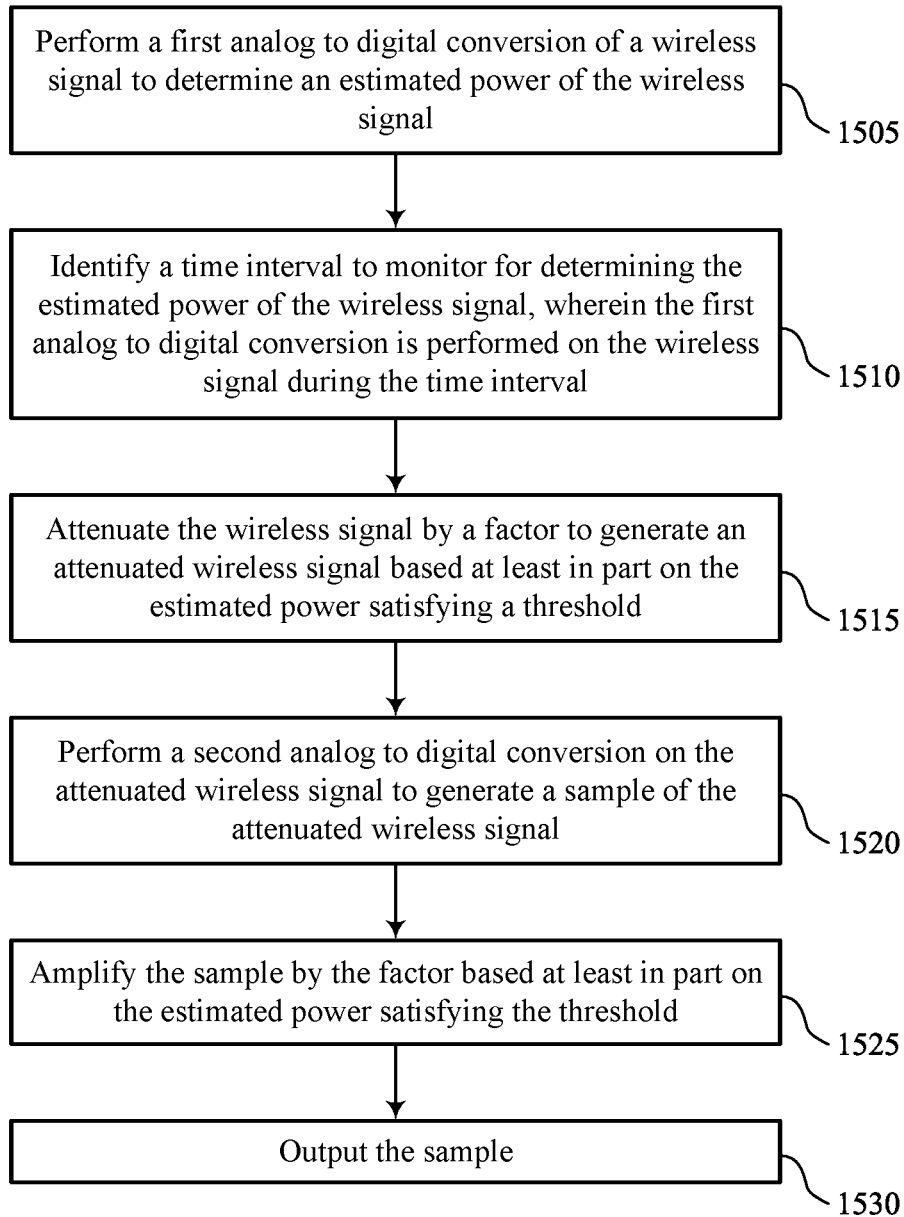 Perform a first analog to digital conversion of a wireless
signal to determine an estimated power of the wireless
signal
1505
Identify a time interval to monitor for determining the
estimated power of the wireless signal, wherein the first
analog to digital conversion is performed on the wireless
signal during the time interval
1510
Attenuate the wireless signal by a factor to generate an
attenuated wireless signal based at least in part on the
estimated power satisfying a threshold
1515
Perform a second analog to digital conversion on the
attenuated wireless signal to generate a sample of the
attenuated wireless signal
1520
Amplify the sample by the factor based at least in part on
the estimated power satisfying the threshold
1525
Output the sample
1530